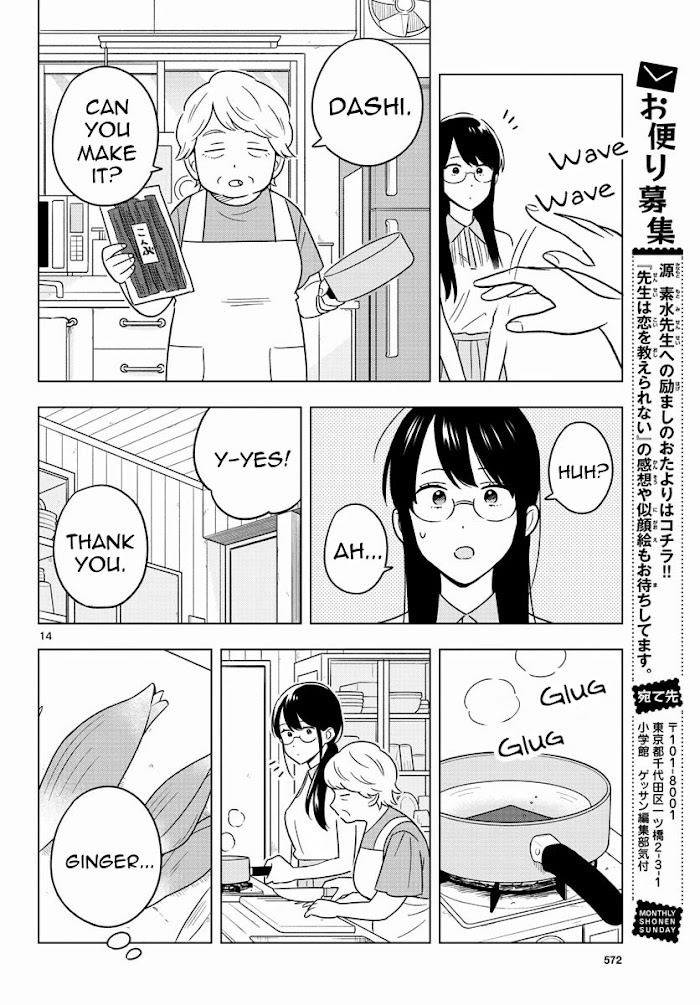 Wave
Wave
DASHI.
CAN
YOU
MAKE
IT?
こんぶ
HUH?
AH...
Y-YES!
THANK
YOU.
14
Glug
Glug
GINGER...
572
お便り募集
源 素水先生への励ましのおたよりはコチラ!!
『先生は恋を教えられない』の感想や似顔絵もお待ちしてます。
宛て先
〒101-8001
東京都千代田区一ツ橋2-3-1
小学館 ゲッサン編集部気付
MONTHLY
SHONEN
SUNDAY